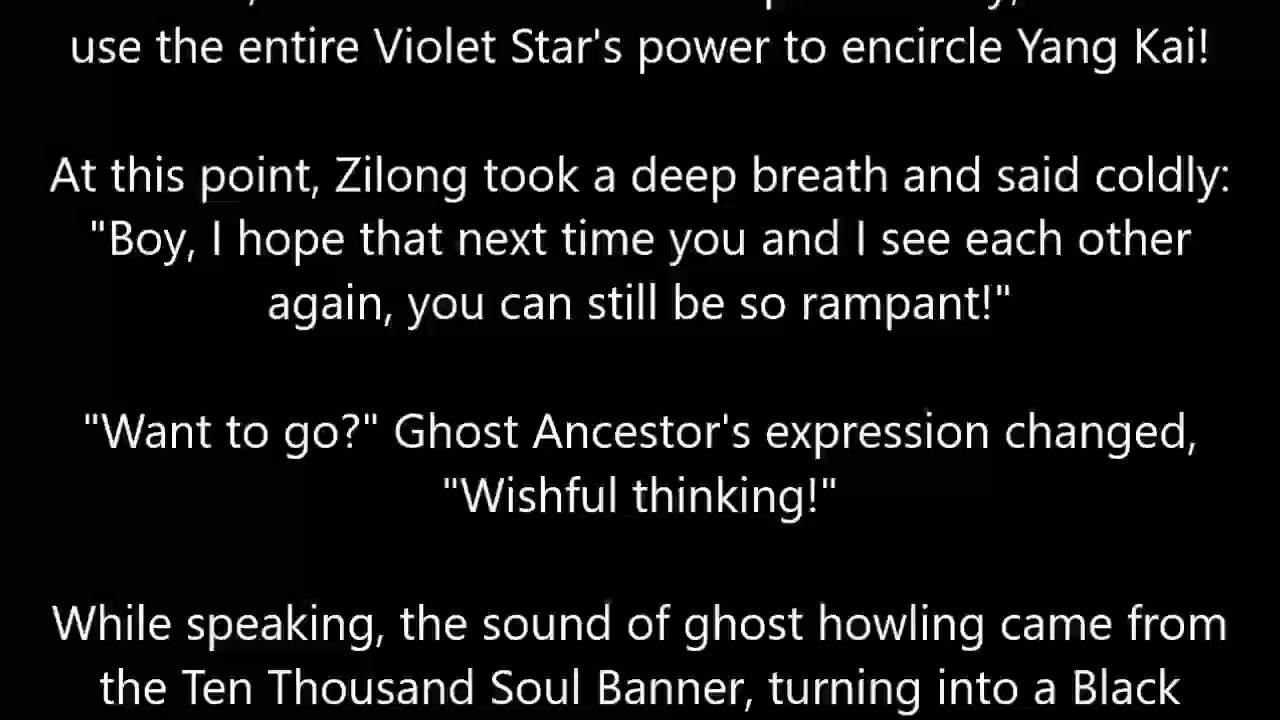 use the entire Violet Star's power to encircle Yang Kai!
At this point, Zilong took a deep breath and said coldly:
"Boy, I hope that next time you and I see each other
again, you can still be so rampant!"
"Want to go?" Ghost Ancestor's expression changed,
"Wishful thinking!"
While speaking, the sound of ghost howling came from
the Ten Thousand Soul Banner, turning into a Black